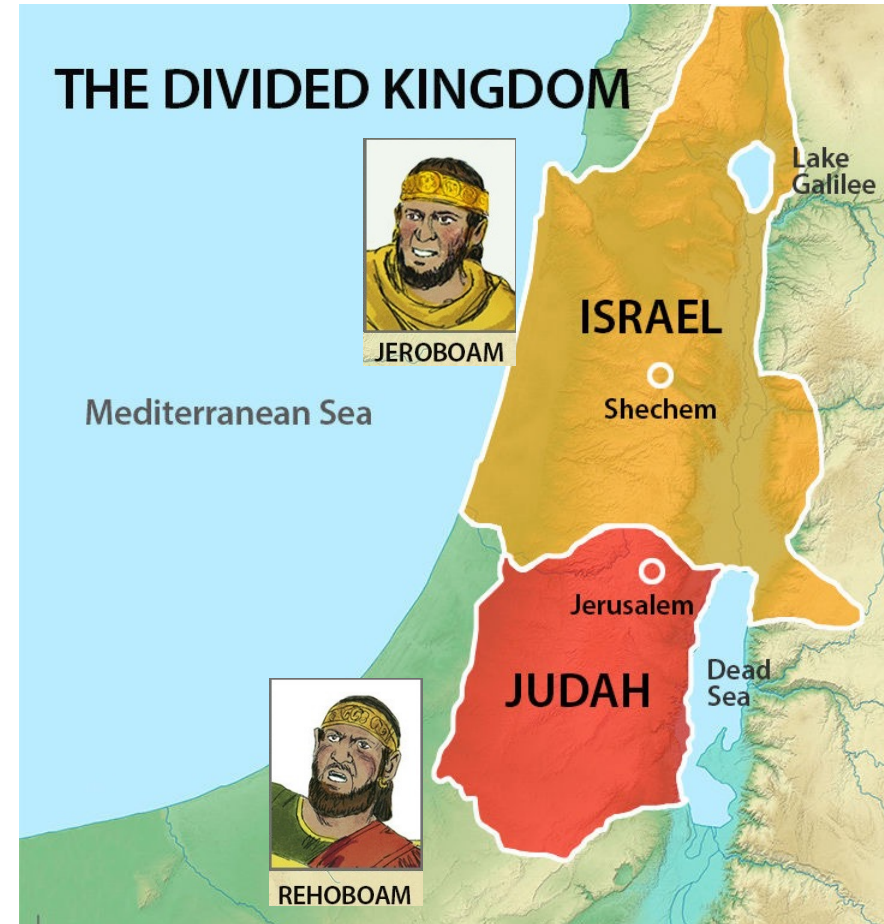 THE DIVIDED KINGDOM
JEROBOAM
Lake
Galilee
ISRAEL
Shechem
Mediterranean Sea
Jerusalem
JUDAH
Dead
Sea
REHOBOAM